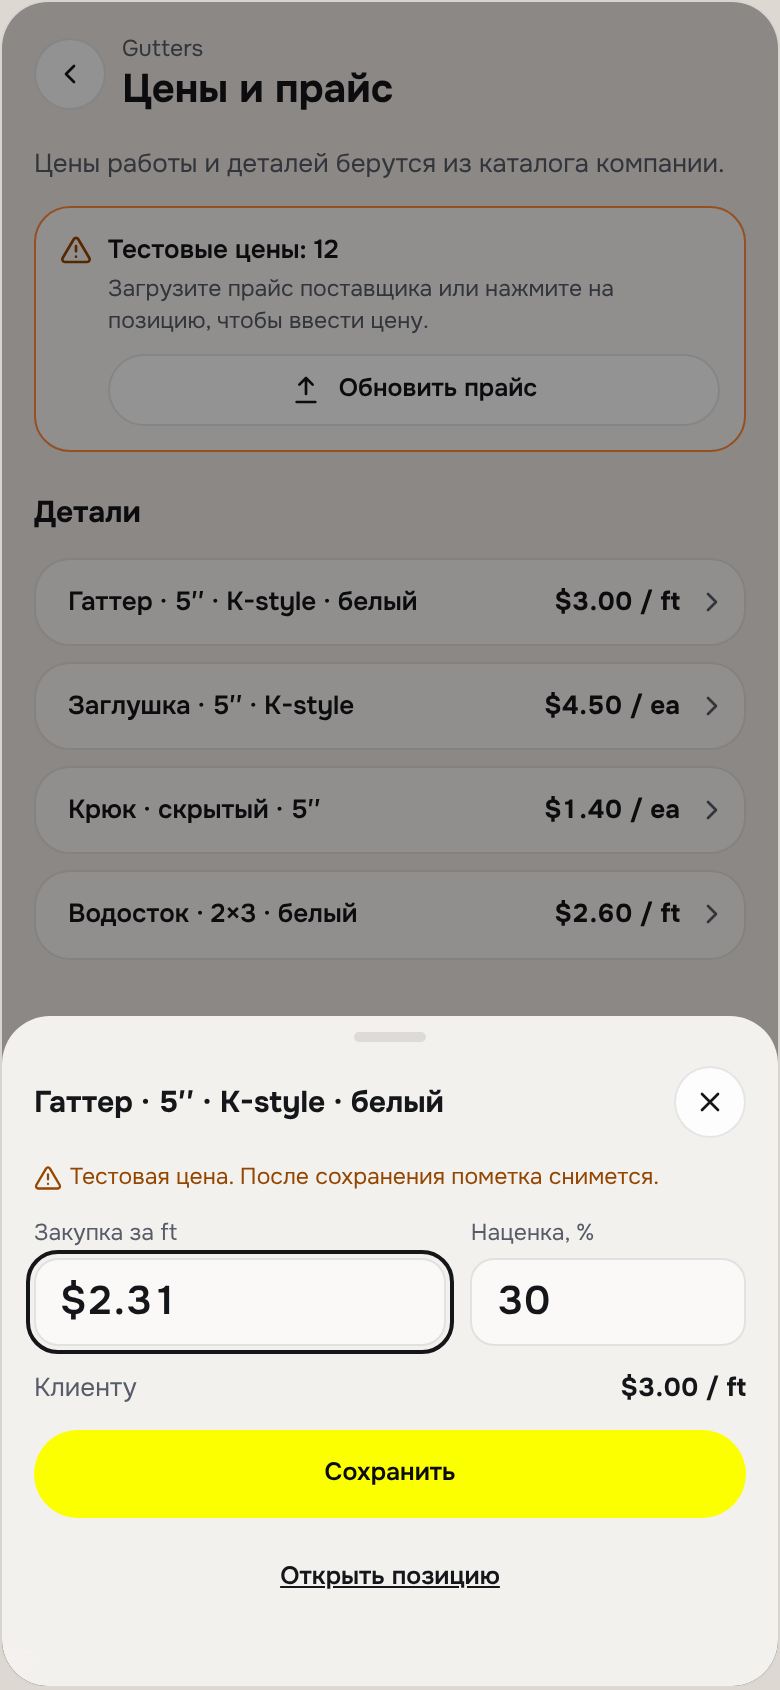 Gutters
Цены и прайс
Цены работы и деталей берутся из каталога компании.
Тестовые цены: 12
Загрузите прайс поставщика или нажмите на
позицию, чтобы ввести цену.
Обновить прайс
Детали
Гаттер · 5″ · K-style · белый $3.00 / ft
Заглушка · 5″ · K-style $4.50 / ea
Крюк · скрытый · 5″ $1.40 / ea
Водосток · 2×3 · белый $2.60 / ft
Гаттер · 5″ · K-style · белый
Тестовая цена. После сохранения пометка снимется.
Закупка за ft Наценка, %
$2.31 30
Клиенту $3.00 / ft
Сохранить
Открыть позицию